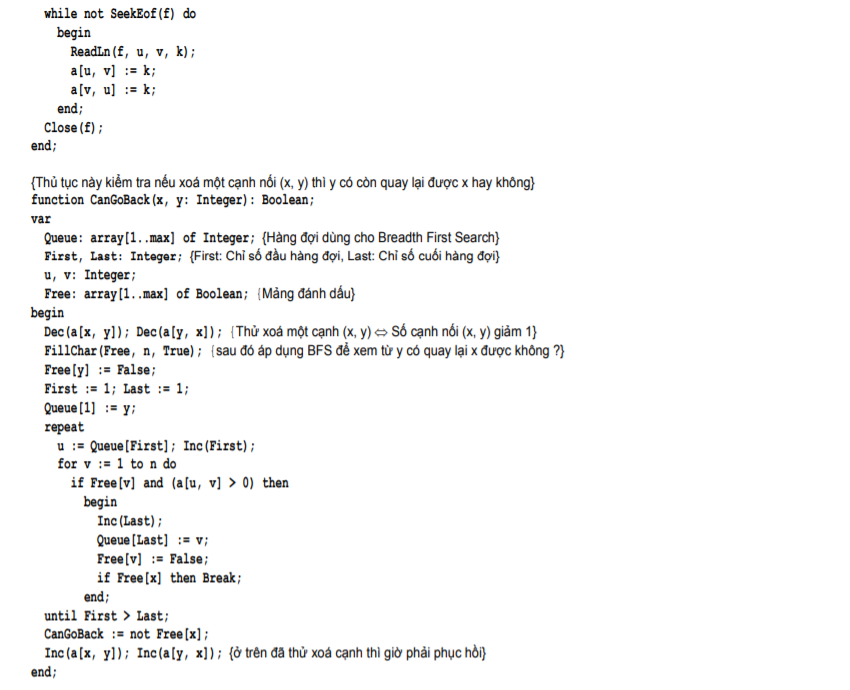 while not SeekEof(f) do
begin
ReadLn(f, u, v, k);
a[u, v] := k;
a[v, u] := k;
end;
Close(f);
end;
{Thủ tục này kiểm tra nếu xoá một cạnh nối (x, y) thì y có còn quay lại được x hay không}
function CanGoBack(x, y: Integer): Boolean;
var
Queue: array[1..max] of Integer; {Hàng đợi dùng cho Breadth First Search}
First, Last: Integer; {First: Chỉ số đầu hàng đợi, Last: Chỉ số cuối hàng đợi}
u, v: Integer;
Free: array[1..max] of Boolean; {Mảng đánh dấu}
begin
Dec(a[x, y]); Dec(a[y, x]); {Thử xoá một cạnh (x, y) ⇔ Số cạnh nối (x, y) giảm 1}
FillChar(Free, n, True); {sau đó áp dụng BFS để xem từ y có quay lại x được không ?}
Free[y] := False;
First := 1; Last := 1;
Queue[1] := y;
repeat
u := Queue[First]; Inc(First);
for v := 1 to n do
if Free[v] and (a[u, v] > 0) then
begin
Inc(Last);
Queue[Last] := v;
Free[v] := False;
if Free[x] then Break;
end;
until First > Last;
CanGoBack := not Free[x];
Inc(a[x, y]); Inc(a[y, x]); {ở trên đã thử xoá cạnh thì giờ phải phục hồi}
end;